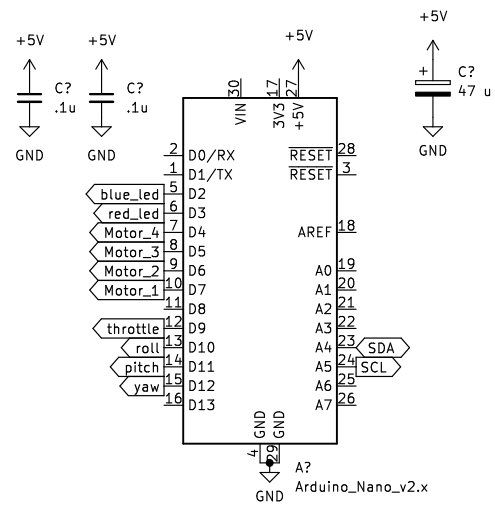 +5V
+5V
+5V
+5V
C?
.1u
C?
.1u
+
C?
47 u
GND
GND
GND
30
17
27
VIN
3V3
+5V
2
D0/RX
RESET
28
1
D1/TX
RESET
3
blue_led
5
D2
red_led
6
D3
Motor_4
7
D4
AREF
18
Motor_3
8
D5
Motor_2
9
D6
A0
19
Motor_1
10
D7
A1
20
11
D8
A2
21
throttle
12
D9
A3
22
roll
13
D10
A4
23
SDA
pitch
14
D11
A5
24
SCL
yaw
15
D12
A6
25
16
D13
A7
26
GND
GND
4
29
A?
Arduino_Nano_v2.x
GND